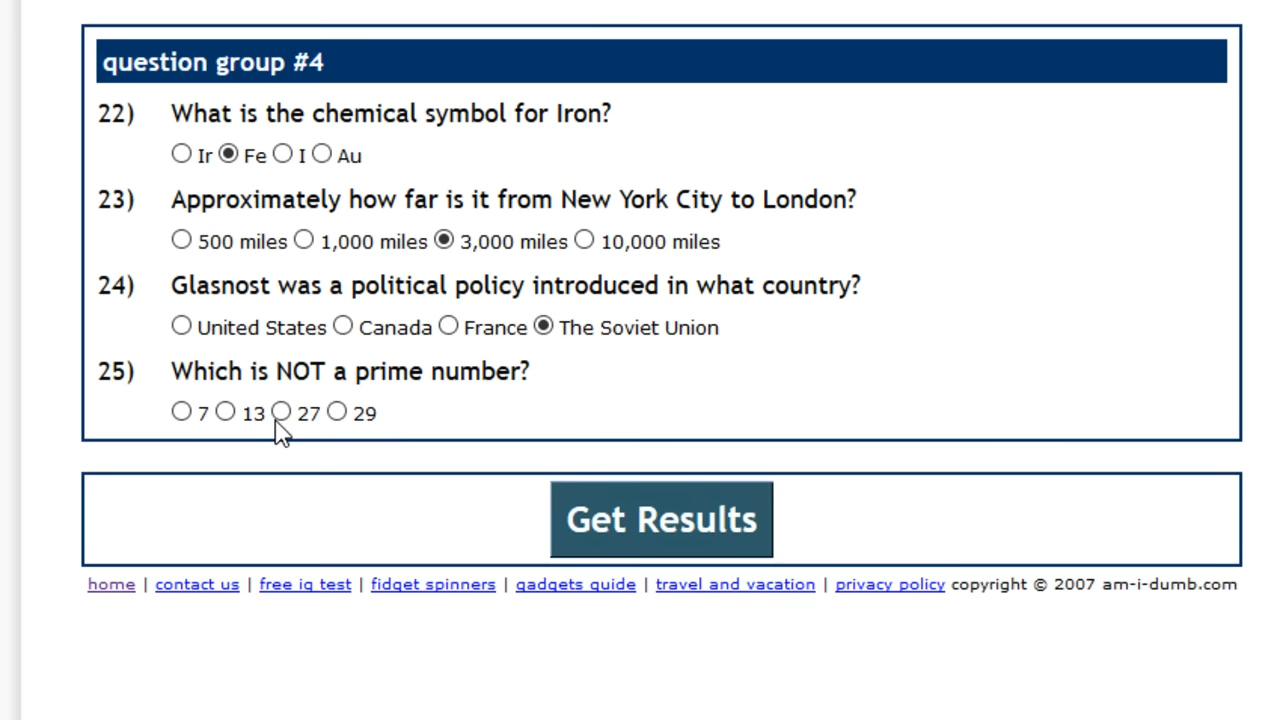 question group #4
22) What is the chemical symbol for Iron?
Ir Fe I Au
23) Approximately how far is it from New York City to London?
500 miles 1,000 miles 3,000 miles 10,000 miles
24) Glasnost was a political policy introduced in what country?
United States Canada France The Soviet Union
25) Which is NOT a prime number?
7 13 27 29
Get Results
home | contact us | free iq test | fidget spinners | gadgets guide | travel and vacation | privacy policy copyright © 2007 am-i-dumb.com